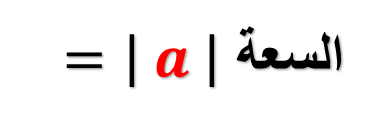 السعة | a | =